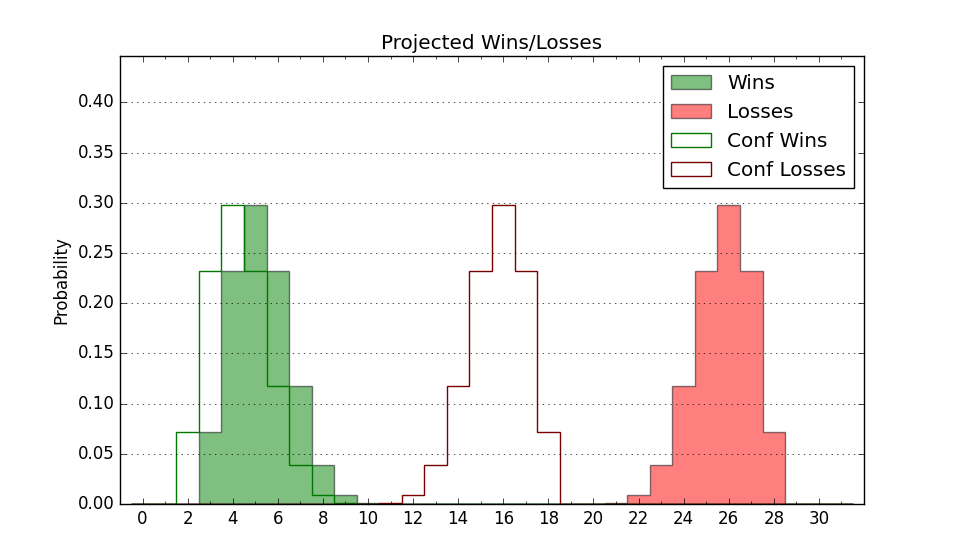 Projected Wins/Losses
Wins
Losses
Conf Wins
Conf Losses
Probability
0.40
0.35
0.30
0.25
0.20
0.15
0.10
0.05
0.00
0 2 4 6 8 10 12 14 16 18 20 22 24 26 28 30